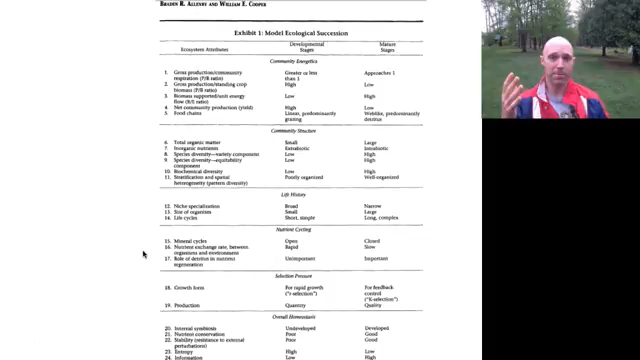 BRADEN R. ALLENBY AND WILLIAM E. COOPER
Exhibit 1: Model Ecological Succession
Ecosystem Attributes Developmental Stages Mature Stages
Community Energetics
1. Gross production/community respiration (P/R ratio) Greater or less than 1 Approaches 1
2. Gross production/standing crop biomass (P/B ratio) High Low
3. Biomass supported/unit energy flow (B/E ratio) Low High
4. Net community production (yield) High Low
5. Food chains Linear, predominantly grazing Weblike, predominantly detritus
Community Structure
6. Total organic matter Small Large
7. Inorganic nutrients Extrabiotic Intrabiotic
8. Species diversity—variety component Low High
9. Species diversity—equitability component Low High
10. Biochemical diversity Low High
11. Stratification and spatial heterogeneity (pattern diversity) Poorly organized Well-organized
Life History
12. Niche specialization Broad Narrow
13. Size of organism Small Large
14. Life cycles Short, simple Long, complex
Nutrient Cycling
15. Mineral cycles Open Closed
16. Nutrient exchange rate, between organisms and environment Rapid Slow
17. Role of detritus in nutrient regeneration Unimportant Important
Selection Pressure
18. Growth form For rapid growth ("r-selection") For feedback control ("K-selection")
19. Production Quantity Quality
Overall Homeostasis
20. Internal symbiosis Undeveloped Developed
21. Nutrient conservation Poor Good
22. Stability (resistance to external perturbations) Poor Good
23. Entropy High Low
24. Information Low High